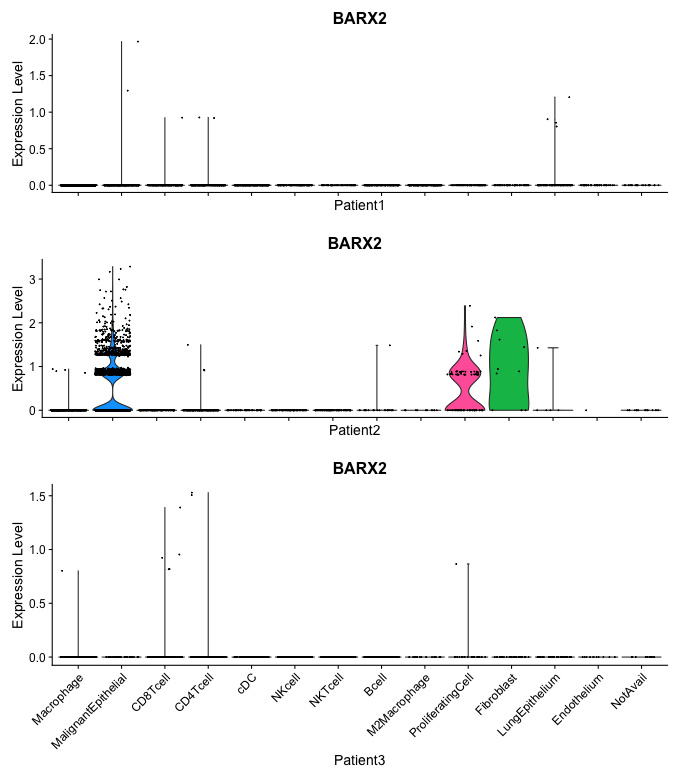 BARX2
Expression Level
2.0
1.5
1.0
0.5
0.0
Patient1
BARX2
Expression Level
3
2
1
0
Patient2
BARX2
Expression Level
1.5
1.0
0.5
0.0
Macrophage
MalignantEpithelial
CD8Tcell
CD4Tcell
cDC
NKcell
NKTcell
Bcell
M2Macrophage
ProliferatingCell
Fibroblast
LungEpithelium
Endothelium
NotAvail
Patient3